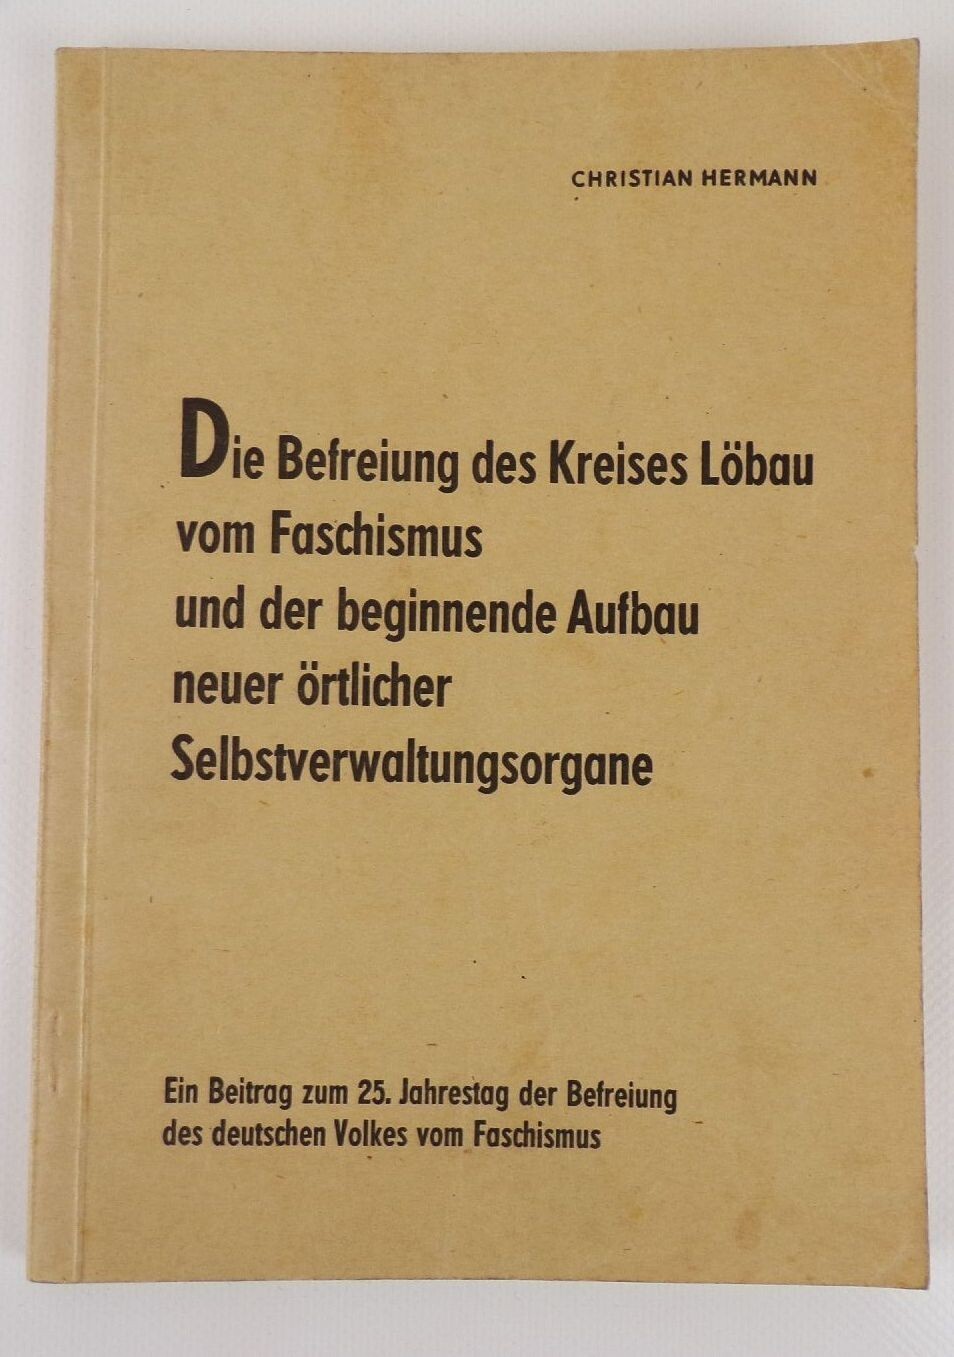 CHRISTIAN HERMANN
Die Befreiung des Kreises Löbau
vom Faschismus
und der beginnende Aufbau
neuer örtlicher
Selbstverwaltungsorgane
Ein Beitrag zum 25. Jahrestag der Befreiung
des deutschen Volkes vom Faschismus